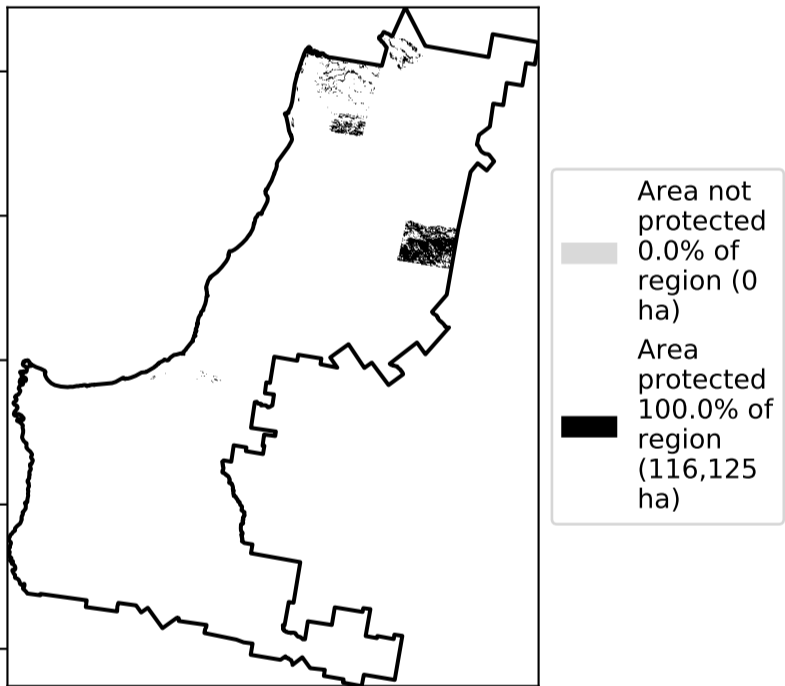 Area not
protected
0.0% of
region (0
ha)
Area
protected
100.0% of
region
(116,125
ha)